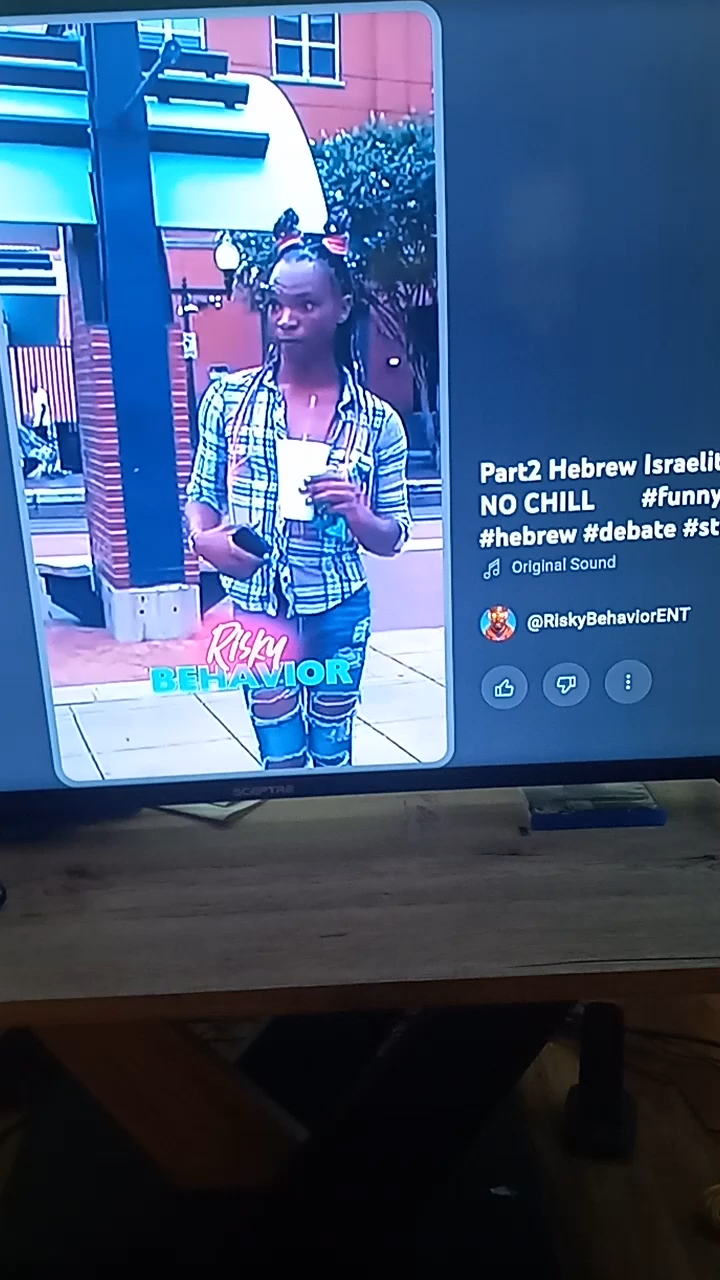 Risky
BEHAVIOR
Part2 Hebrew Israelit
NO CHILL #funny
#hebrew #debate #st
Original Sound
@RiskyBehaviorENT
SCEPTRE